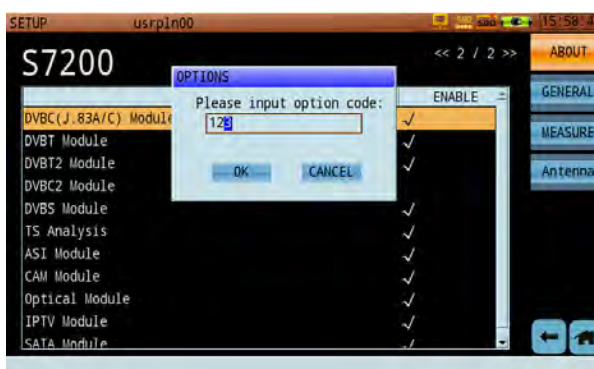 SETUP usrpln00 15:58:4
S7200 << 2 / 2 >> ABOUT
OPTIONS
Please input option code:
123
OK CANCEL
ENABLE
GENERAL
MEASURE
Antenna
DVBC(J.83A/C) Module
DVBT Module
DVBT2 Module
DVBC2 Module
DVBS Module
TS Analysis
ASI Module
CAM Module
Optical Module
IPTV Module
SATA Module